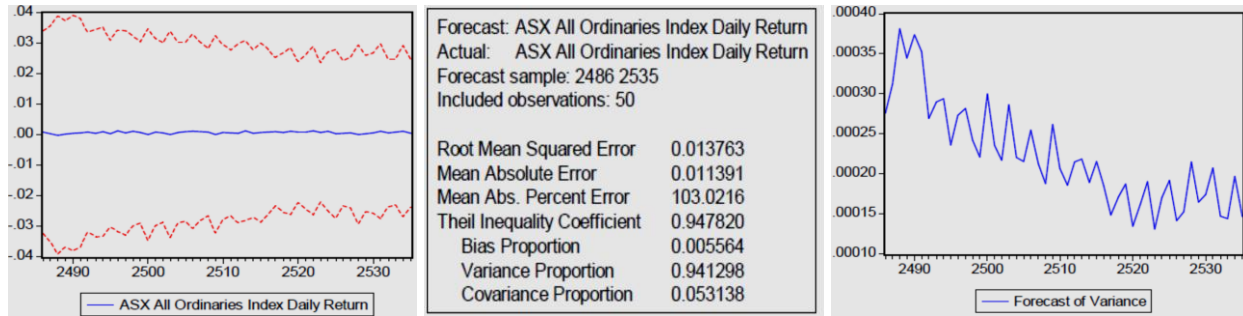 .04
.03
.02
.01
.00
-.01
-.02
-.03
-.04
2490 2500 2510 2520 2530
ASX All Ordinaries Index Daily Return
Forecast: ASX All Ordinaries Index Daily Return
Actual: ASX All Ordinaries Index Daily Return
Forecast sample: 2486 2535
Included observations: 50
Root Mean Squared Error 0.013763
Mean Absolute Error 0.011391
Mean Abs. Percent Error 103.0216
Theil Inequality Coefficient 0.947820
Bias Proportion 0.005564
Variance Proportion 0.941298
Covariance Proportion 0.053138
.00040
.00035
.00030
.00025
.00020
.00015
.00010
2490 2500 2510 2520 2530
Forecast of Variance